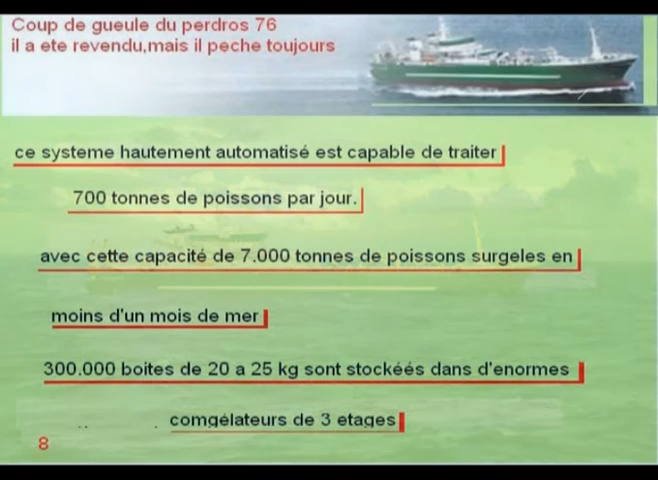 Coup de gueule du perdros 76
il a ete revendu,mais il peche toujours
ce systeme hautement automatisé est capable de traiter
700 tonnes de poissons par jour.
avec cette capacité de 7.000 tonnes de poissons surgeles en
moins d'un mois de mer
300.000 boites de 20 a 25 kg sont stockéés dans d'enormes
comgélateurs de 3 etages
8